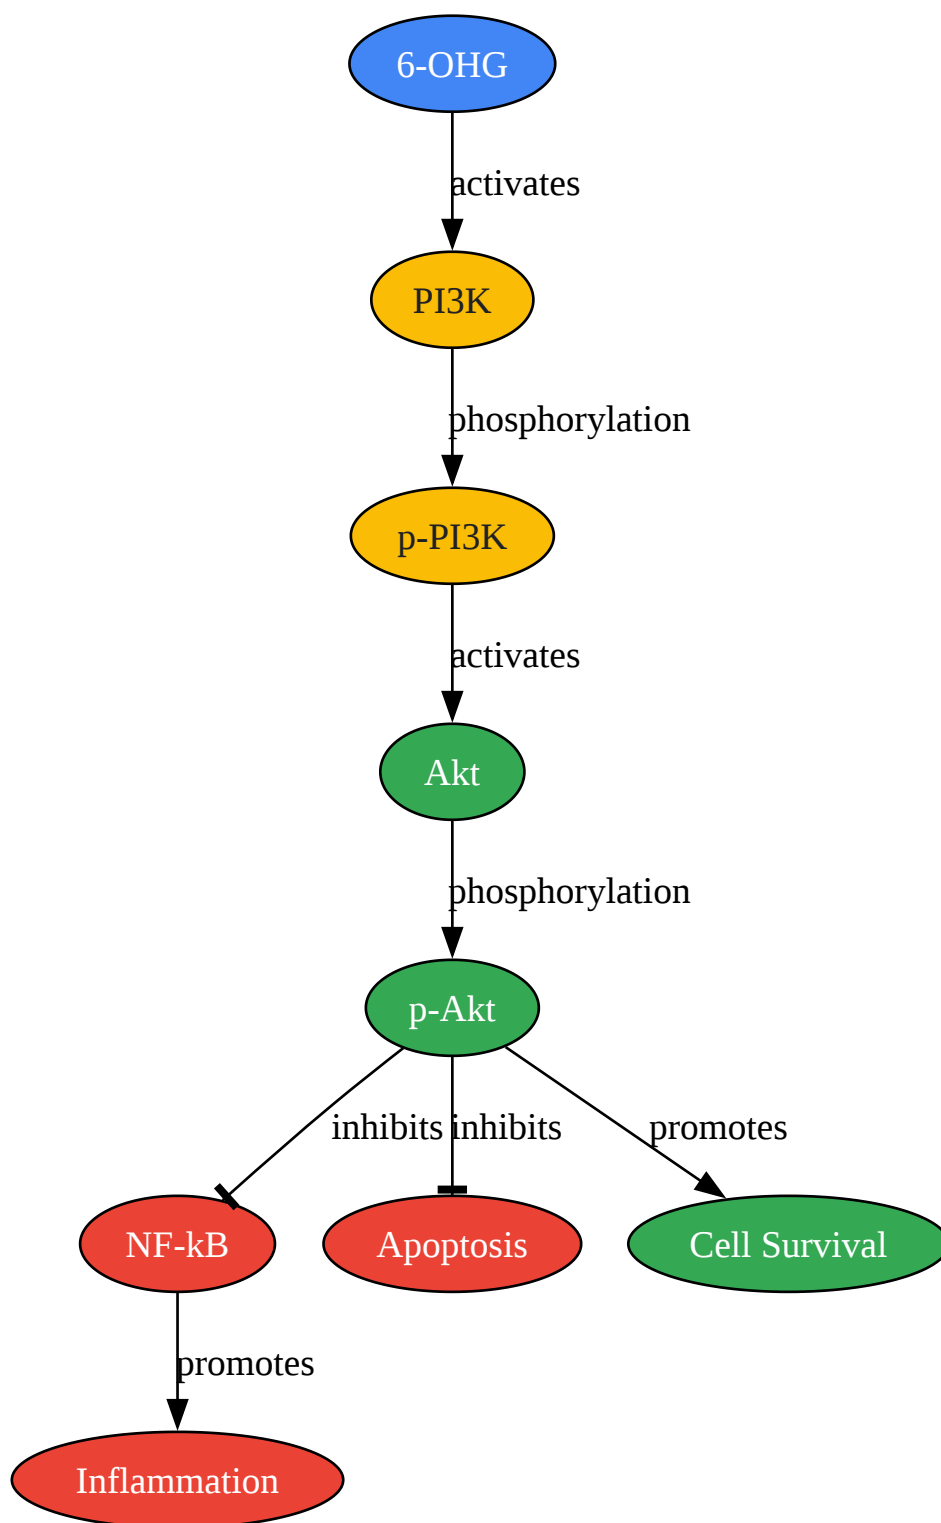 6-OHG
activates
PI3K
phosphorylation
p-PI3K
activates
Akt
phosphorylation
p-Akt
inhibits
inhibits
promotes
NF-kB
Apoptosis
Cell Survival
promotes
Inflammation